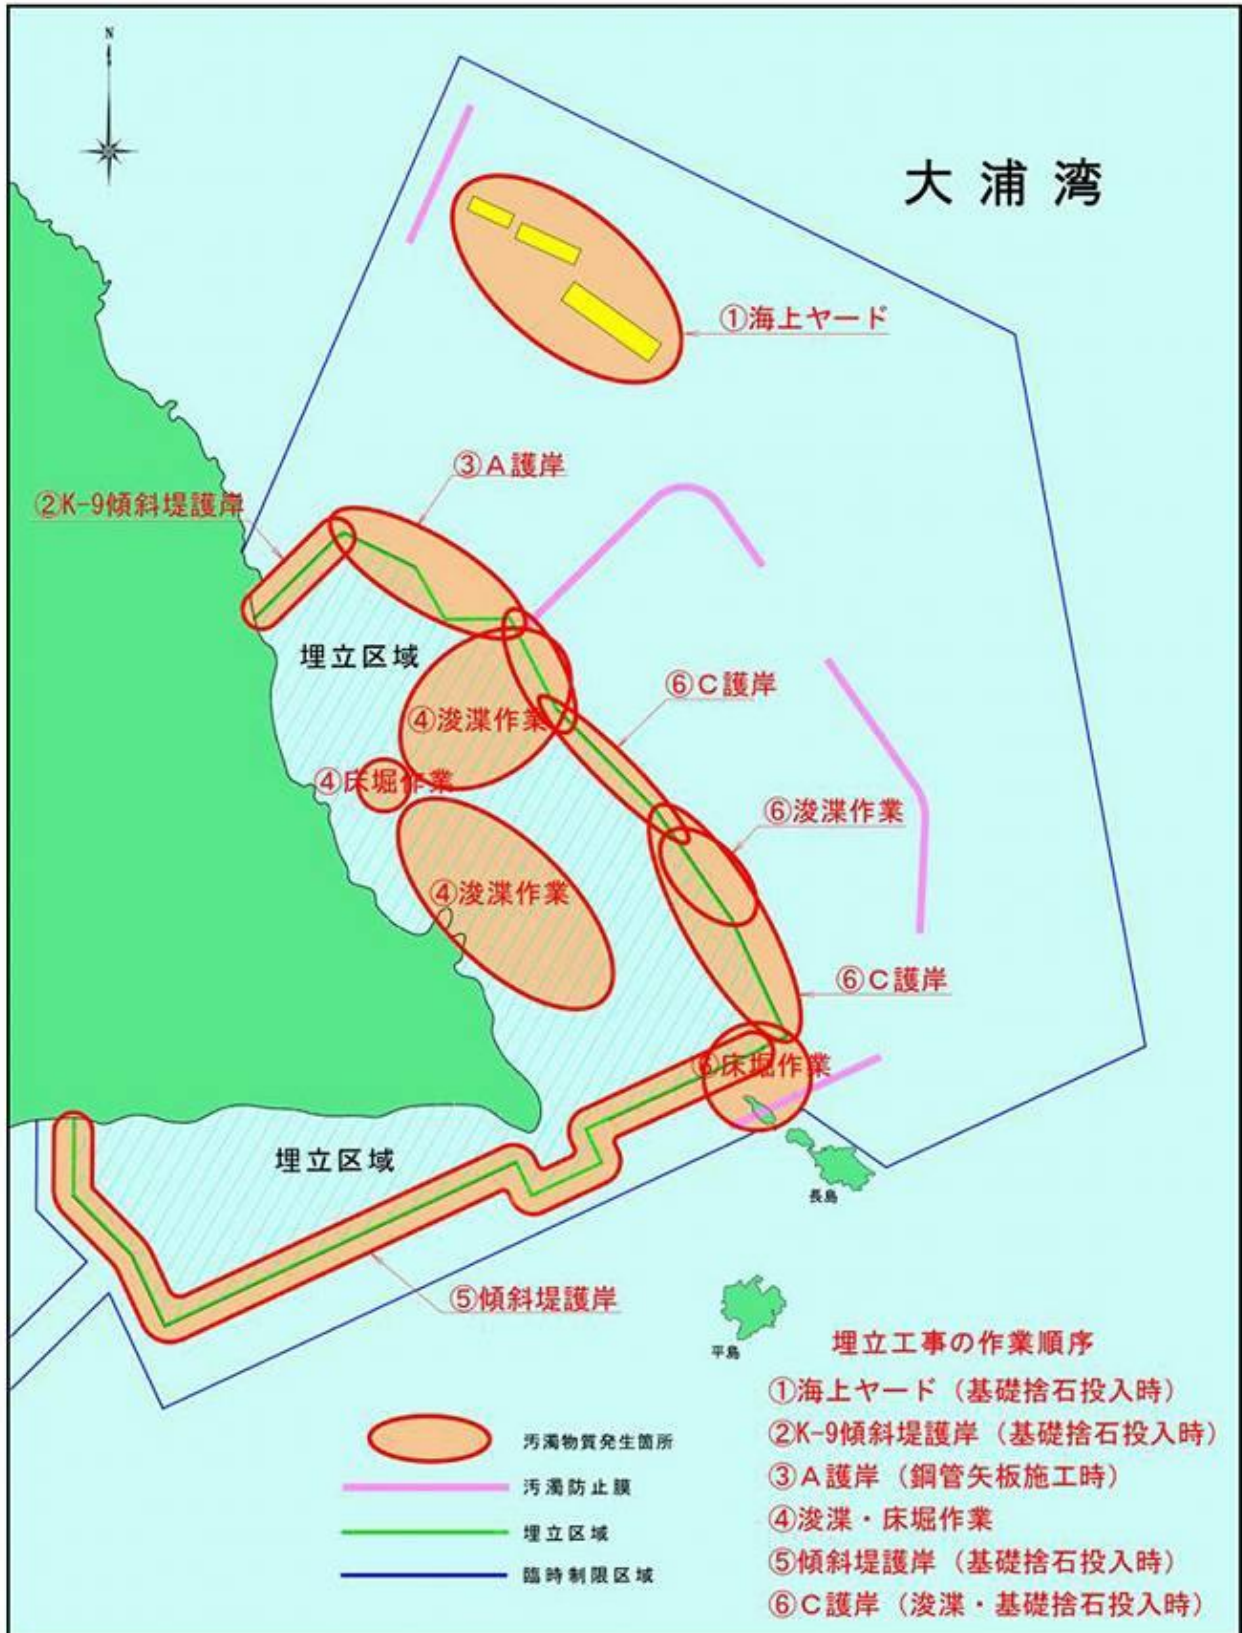 N
大浦湾
①海上ヤード
③A護岸
②K-9傾斜堤護岸
埋立区域
⑥C護岸
④浚渫作業
④床堀作業
⑥浚渫作業
④浚渫作業
⑥C護岸
⑥床堀作業
埋立区域
長島
⑤傾斜堤護岸
平島
埋立工事の作業順序
①海上ヤード（基礎捨石投入時）
②K-9傾斜堤護岸（基礎捨石投入時）
③A護岸（鋼管矢板施工時）
④浚渫・床堀作業
⑤傾斜堤護岸（基礎捨石投入時）
⑥C護岸（浚渫・基礎捨石投入時）
汚濁物質発生箇所
汚濁防止膜
埋立区域
臨時制限区域